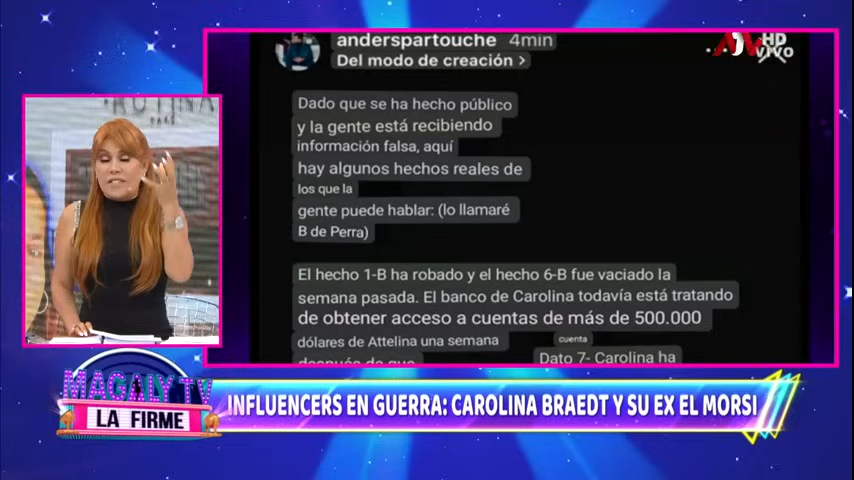 anderspartouche 4min
Del modo de creación >
Dado que se ha hecho público
y la gente está recibiendo
información falsa, aquí
hay algunos hechos reales de
los que la
gente puede hablar: (lo llamaré
B de Perra)
El hecho 1-B ha robado y el hecho 6-B fue vaciado la
semana pasada. El banco de Carolina todavía está tratando
de obtener acceso a cuentas de más de 500.000
dólares de Attelina una semana
cuenta
después de que
Dato 7- Carolina ha
HD
VIVO
RUTINA
MAGALY TV
LA FIRME
INFLUENCERS EN GUERRA: CAROLINA BRAEDT Y SU EX EL MORSI